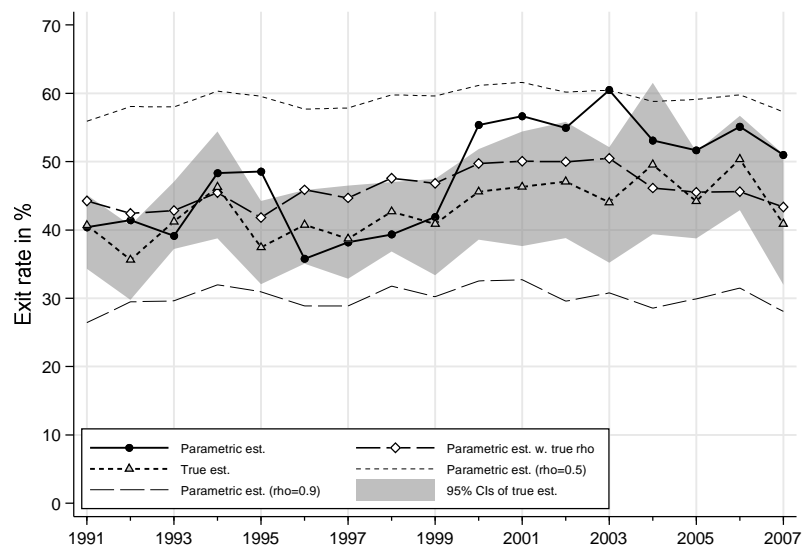 70
60
50
40
30
20
10
0
Exit rate in %
Parametric est.
Parametric est. w. true rho
True est.
Parametric est. (rho=0.5)
Parametric est. (rho=0.9)
95% CIs of true est.
1991 1993 1995 1997 1999 2001 2003 2005 2007